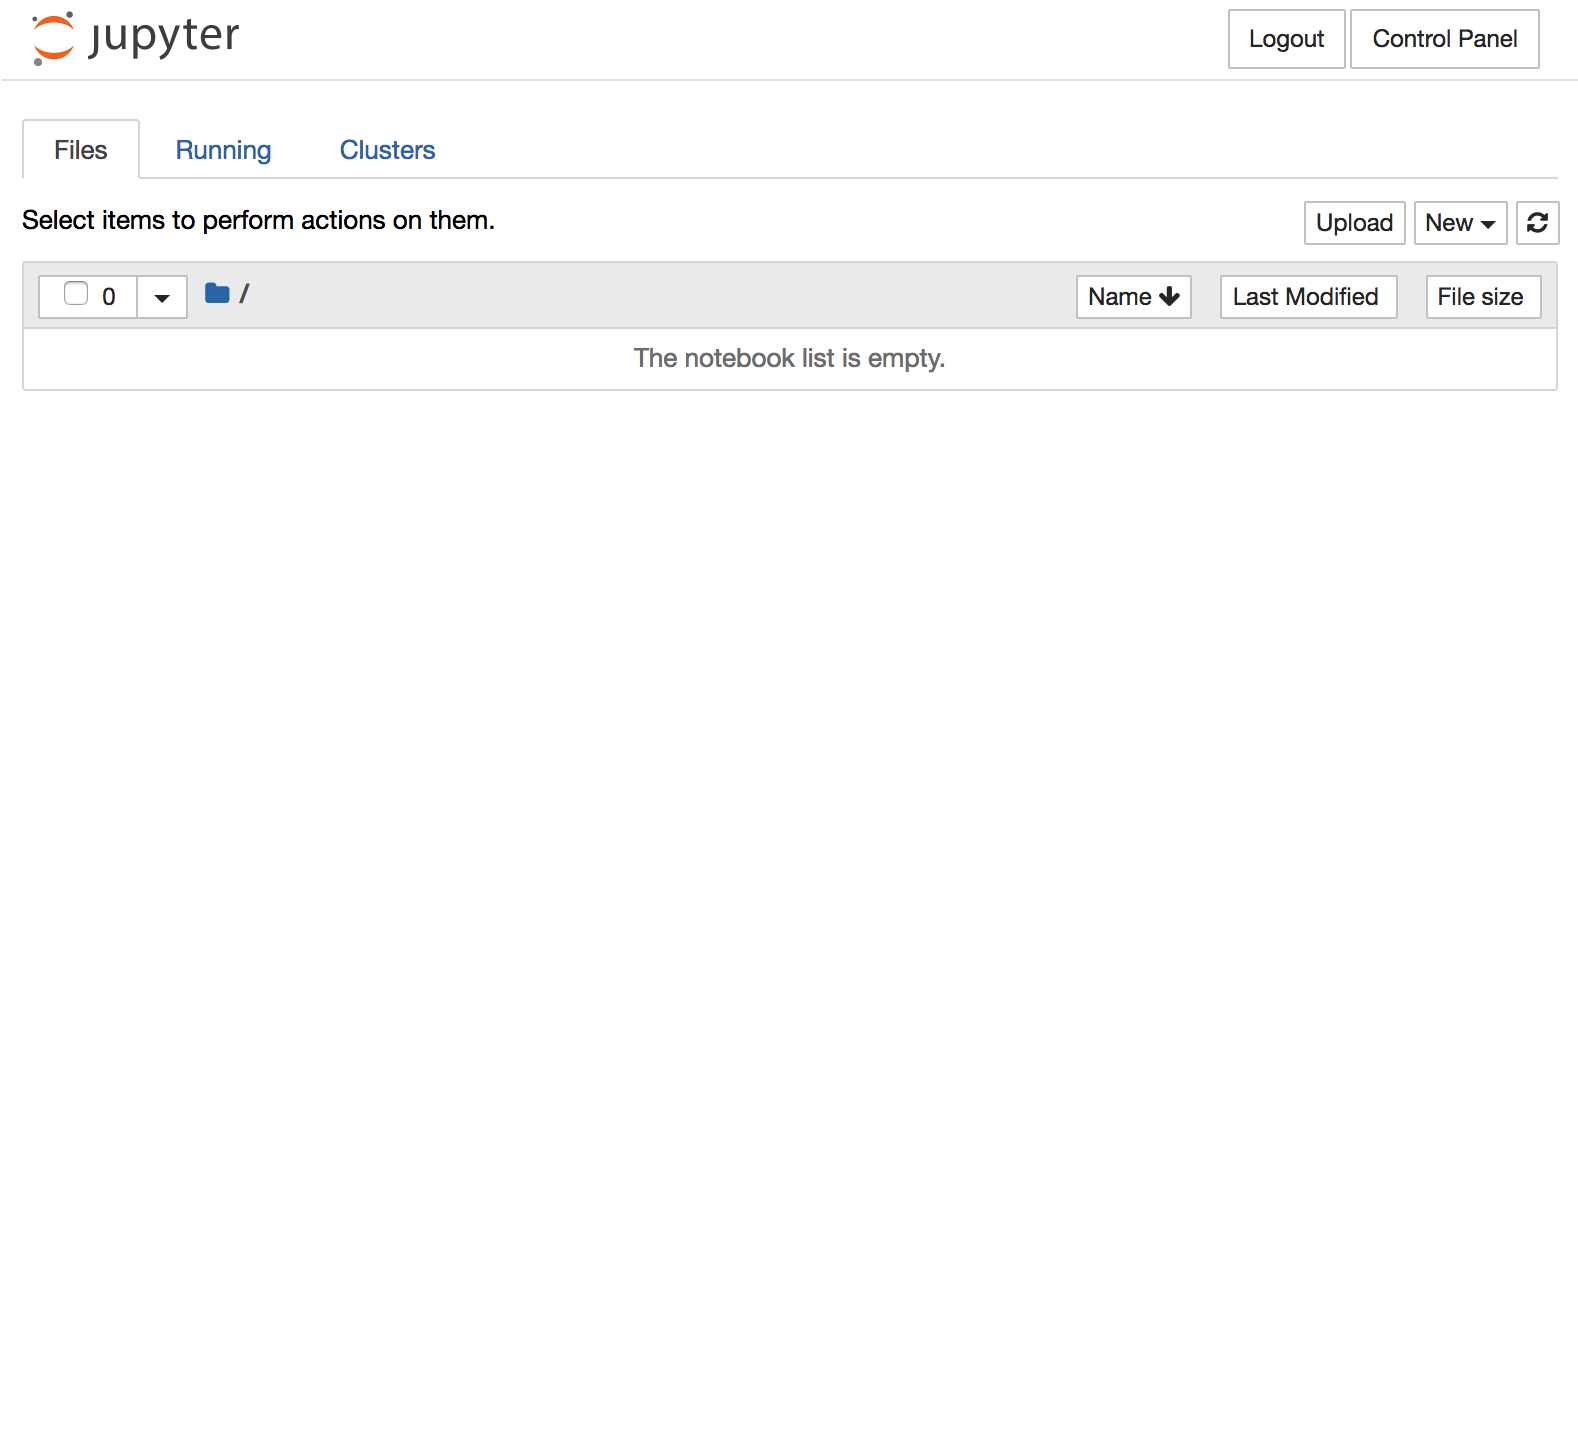 jupyter
Logout Control Panel
Files Running Clusters
Select items to perform actions on them.
Upload New
0 / Name Last Modified File size
The notebook list is empty.